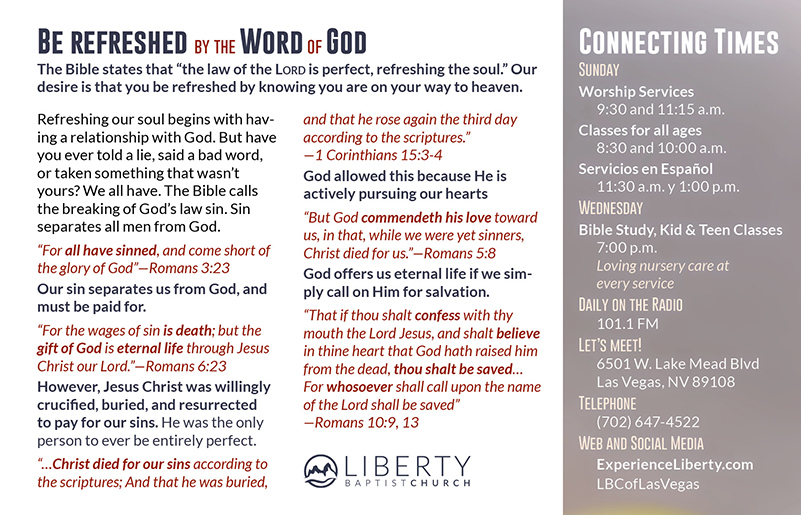 BE REFRESHED BY THE WORD OF GOD
The Bible states that “the law of the LORD is perfect, refreshing the soul.” Our
desire is that you be refreshed by knowing you are on your way to heaven.
Refreshing our soul begins with hav-
ing a relationship with God. But have
you ever told a lie, said a bad word,
or taken something that wasn’t
yours? We all have. The Bible calls
the breaking of God’s law sin. Sin
separates all men from God.
“For all have sinned, and come short of
the glory of God”—Romans 3:23
Our sin separates us from God, and
must be paid for.
“For the wages of sin is death; but the
gift of God is eternal life through Jesus
Christ our Lord.”—Romans 6:23
However, Jesus Christ was willingly
crucified, buried, and resurrected
to pay for our sins. He was the only
person to ever be entirely perfect.
“…Christ died for our sins according to
the scriptures; And that he was buried,
and that he rose again the third day
according to the scriptures.”
—1 Corinthians 15:3-4
God allowed this because He is
actively pursuing our hearts
“But God commendeth his love toward
us, in that, while we were yet sinners,
Christ died for us.”—Romans 5:8
God offers us eternal life if we sim-
ply call on Him for salvation.
“That if thou shalt confess with thy
mouth the Lord Jesus, and shalt believe
in thine heart that God hath raised him
from the dead, thou shalt be saved…
For whosoever shall call upon the name
of the Lord shall be saved”
—Romans 10:9, 13
LIBERTY
BAPTISTCHURCH
CONNECTING TIMES
SUNDAY
Worship Services
9:30 and 11:15 a.m.
Classes for all ages
8:30 and 10:00 a.m.
Servicios en Español
11:30 a.m. y 1:00 p.m.
WEDNESDAY
Bible Study, Kid & Teen Classes
7:00 p.m.
Loving nursery care at
every service
DAILY ON THE RADIO
101.1 FM
LET’S MEET!
6501 W. Lake Mead Blvd
Las Vegas, NV 89108
TELEPHONE
(702) 647-4522
WEB AND SOCIAL MEDIA
ExperienceLiberty.com
LBCofLasVegas